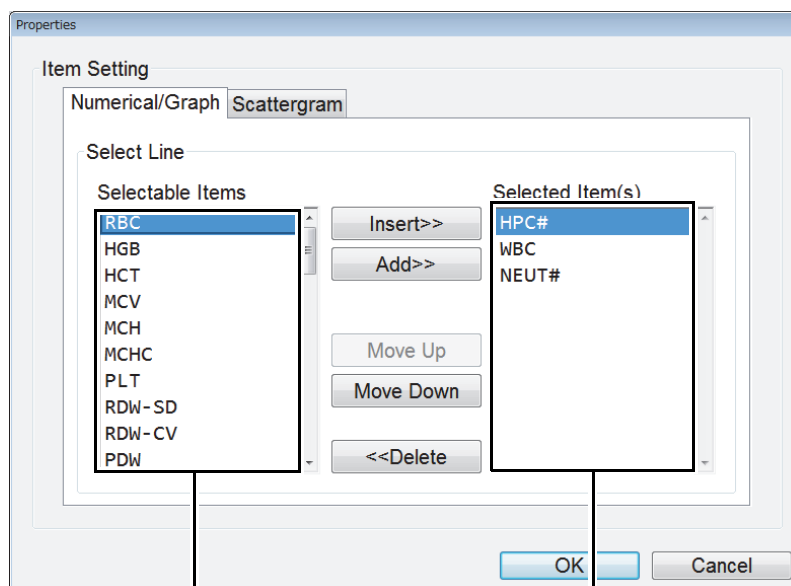 Properties
Item Setting
Numerical/Graph Scattergram
Select Line
Selectable Items
RBC
HGB
HCT
MCV
MCH
MCHC
PLT
RDW-SD
RDW-CV
PDW
Insert>>
Add>>
Move Up
Move Down
<<Delete
Selected Item(s)
HPC#
WBC
NEUT#
OK Cancel